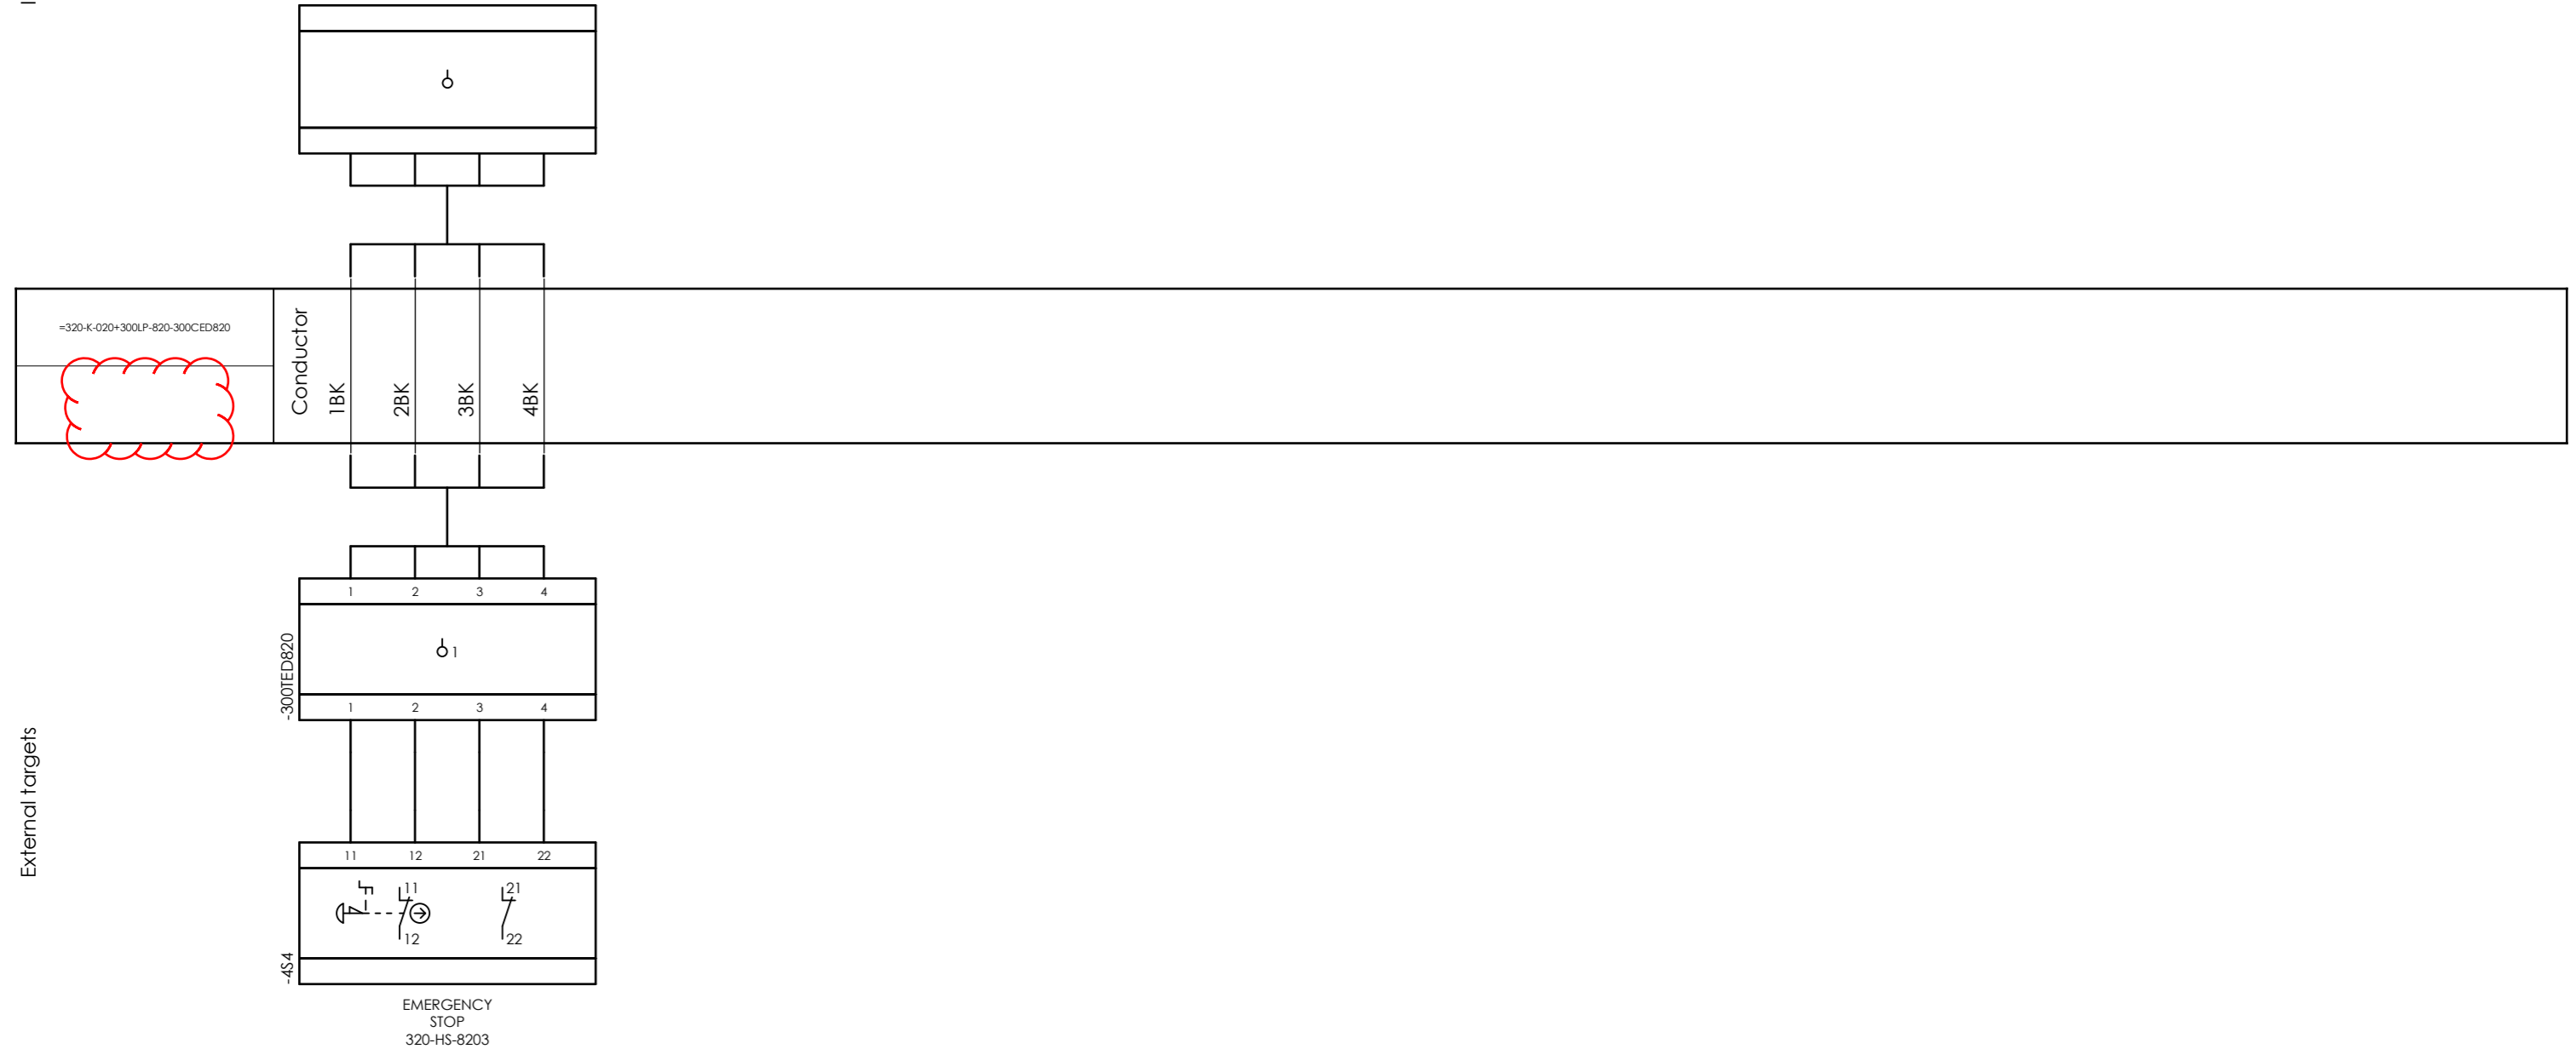 =320-K-020+300LP-820-300CED820
Conductor
1BK
2BK
3BK
4BK
1 2 3 4
-300TED820
1
1 2 3 4
External targets
11 12 21 22
11
21
12
22
-4S4
EMERGENCY
STOP
320-HS-8203